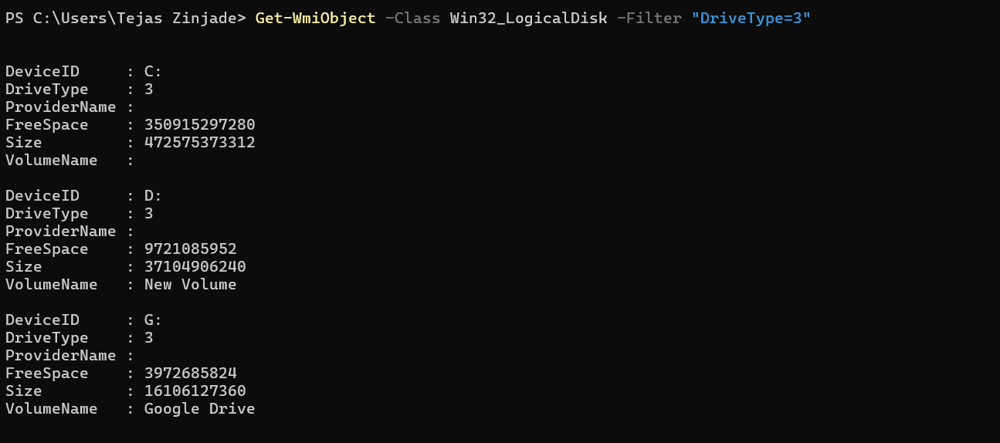 PS C:\Users\Tejas Zinjade> Get-WmiObject -Class Win32_LogicalDisk -Filter "DriveType=3"
DeviceID     : C:
DriveType    : 3
ProviderName :
FreeSpace    : 350915297280
Size         : 472575373312
VolumeName   :
DeviceID     : D:
DriveType    : 3
ProviderName :
FreeSpace    : 9721085952
Size         : 37104906240
VolumeName   : New Volume
DeviceID     : G:
DriveType    : 3
ProviderName :
FreeSpace    : 3972685824
Size         : 16106127360
VolumeName   : Google Drive